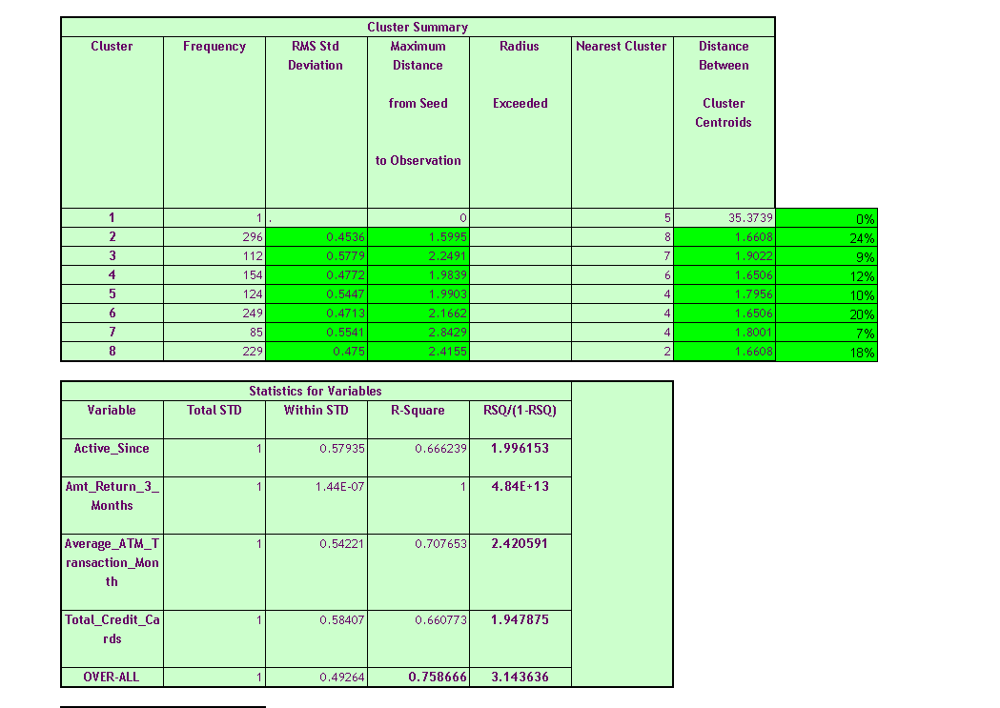 Cluster Summary
Cluster Frequency RMS Std Deviation Maximum Distance from Seed to Observation Radius Exceeded Nearest Cluster Distance Between Cluster Centroids
1 1 . 0 5 35.3739 0%
2 296 0.4536 1.5995 8 1.6608 24%
3 112 0.5779 2.2491 7 1.9022 9%
4 154 0.4772 1.9839 6 1.6506 12%
5 124 0.5447 1.9903 4 1.7956 10%
6 249 0.4713 2.1662 4 1.6506 20%
7 85 0.5541 2.8429 4 1.8001 7%
8 229 0.475 2.4155 2 1.6608 18%
Statistics for Variables
Variable Total STD Within STD R-Square RSQ/(1-RSQ)
Active_Since 1 0.57935 0.666239 1.996153
Amt_Return_3_ 1 1.44E-07 1 4.84E+13
Months
Average_ATM_T 1 0.54221 0.707653 2.420591
ransaction_Mon
th
Total_Credit_Ca 1 0.58407 0.660773 1.947875
rds
OVER-ALL 1 0.49264 0.758666 3.143636